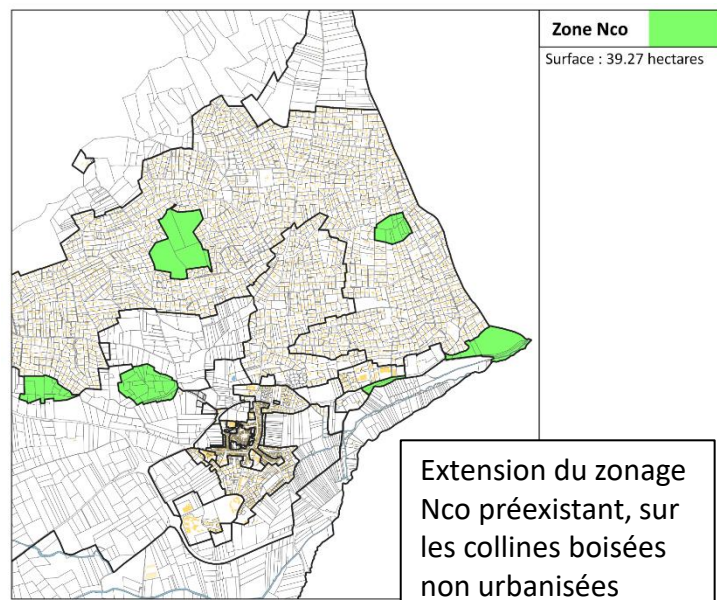 Zone Nco
Surface : 39.27 hectares
Extension du zonage
Nco préexistant, sur
les collines boisées
non urbanisées